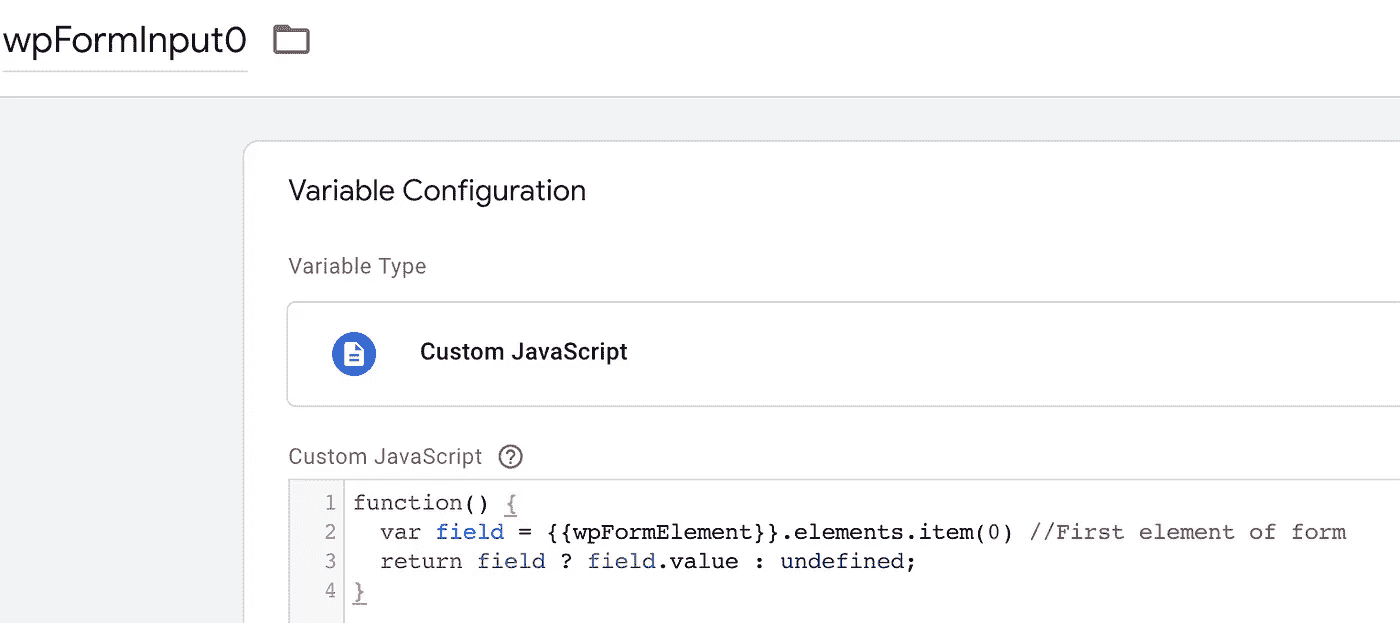 wpFormInput0
Variable Configuration
Variable Type
Custom JavaScript
Custom JavaScript ?
1 function() {
2   var field = {{wpFormElement}}.elements.item(0) //First element of form
3   return field ? field.value : undefined;
4 }